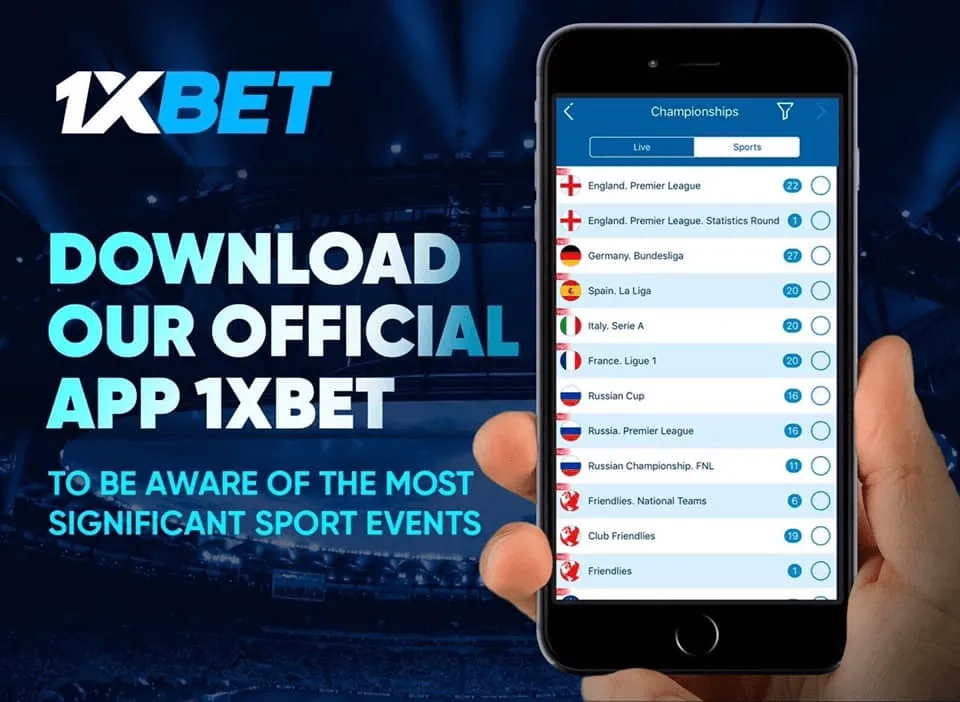 1XBET
DOWNLOAD
OUR OFFICIAL
APP 1XBET
TO BE AWARE OF THE MOST
SIGNIFICANT SPORT EVENTS
Championships
Live Sports
England. Premier League 22
England. Premier League. Statistics Round 1
Germany. Bundesliga 27
Spain. La Liga 20
Italy. Serie A 20
France. Ligue 1 20
Russian Cup 16
Russia. Premier League 16
Russian Championship. FNL 11
Friendlies. National Teams 6
Club Friendlies 19
Friendlies 1